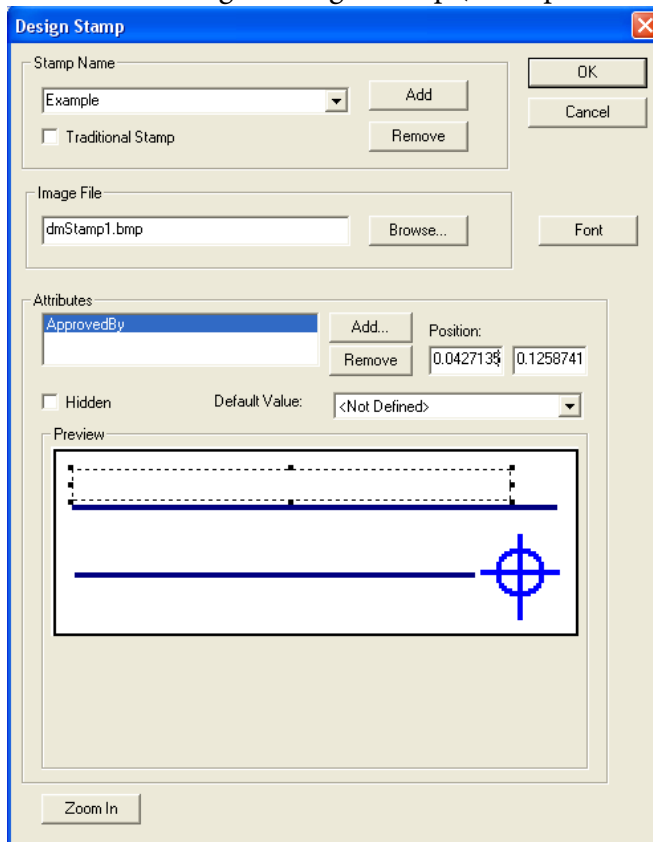 Design Stamp
Stamp Name
OK
Example
Add
Cancel
Traditional Stamp
Remove
Image File
dmStamp1.bmp
Browse...
Font
Attributes
ApprovedBy
Add...
Position:
Remove
0.0427135
0.1258741
Hidden
Default Value:
<Not Defined>
Preview
Zoom In